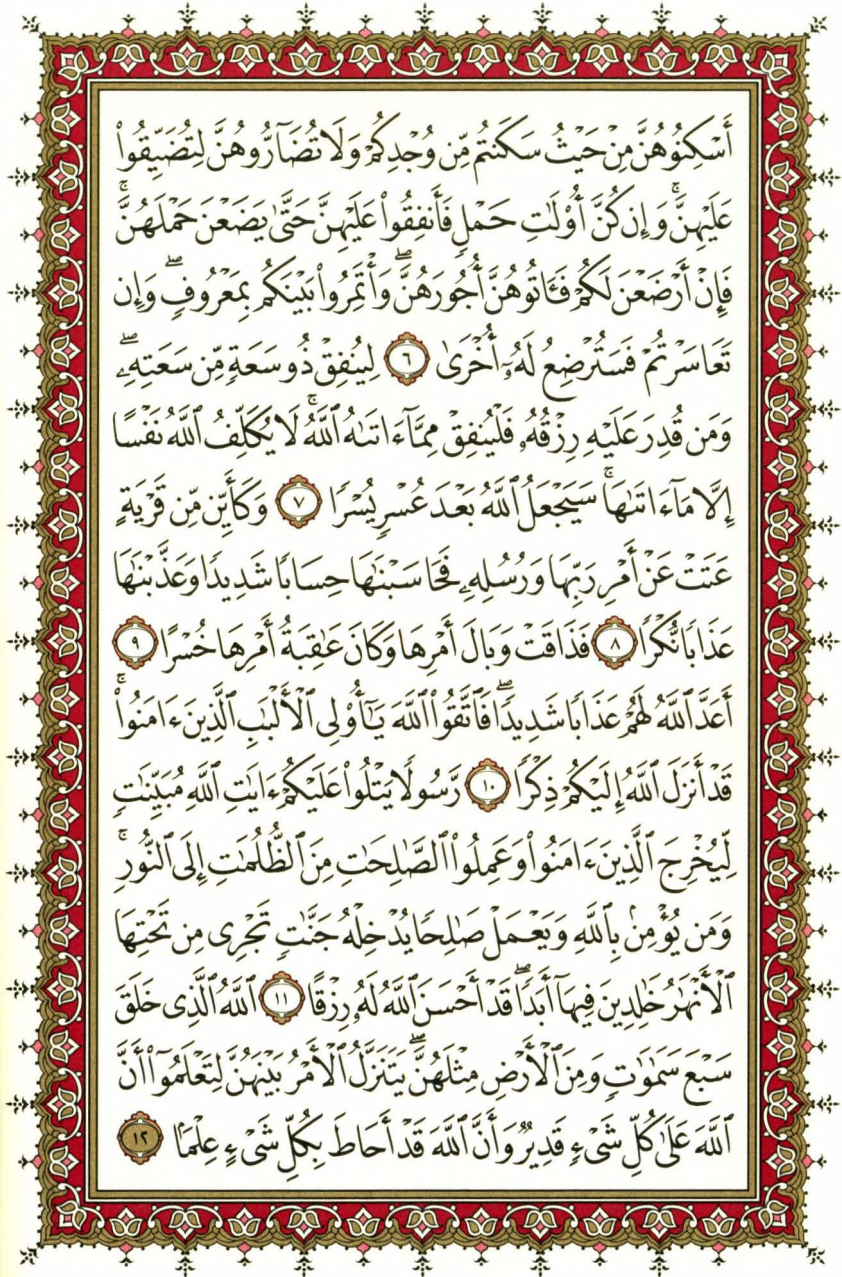 أَسْكِنُوهُنَّ مِنْ حَيْثُ سَكَنتُم مِّن وُجْدِكُمْ وَلَا تُضَآرُّوهُنَّ لِتُضَيِّقُوا۟
عَلَيْهِنَّ ۚ وَإِن كُنَّ أُو۟لَـٰتِ حَمْلٍ فَأَنفِقُوا۟ عَلَيْهِنَّ حَتَّىٰ يَضَعْنَ حَمْلَهُنَّ ۚ
فَإِنْ أَرْضَعْنَ لَكُمْ فَـَٔاتُوهُنَّ أُجُورَهُنَّ ۖ وَأْتَمِرُوا۟ بَيْنَكُم بِمَعْرُوفٍ ۖ وَإِن
تَعَاسَرْتُمْ فَسَتُرْضِعُ لَهُۥٓ أُخْرَىٰ ٦ لِيُنفِقْ ذُو سَعَةٍ مِّن سَعَتِهِۦ ۖ
وَمَن قُدِرَ عَلَيْهِ رِزْقُهُۥ فَلْيُنفِقْ مِمَّآ ءَاتَىٰهُ ٱللَّهُ ۚ لَا يُكَلِّفُ ٱللَّهُ نَفْسًا
إِلَّا مَآ ءَاتَىٰهَا ۚ سَيَجْعَلُ ٱللَّهُ بَعْدَ عُسْرٍ يُسْرًا ٧ وَكَأَيِّن مِّن قَرْيَةٍ
عَتَتْ عَنْ أَمْرِ رَبِّهَا وَرُسُلِهِۦ فَحَاسَبْنَـٰهَا حِسَابًا شَدِيدًا وَعَذَّبْنَـٰهَا
عَذَابًا نُّكْرًا ٨ فَذَاقَتْ وَبَالَ أَمْرِهَا وَكَانَ عَـٰقِبَةُ أَمْرِهَا خُسْرًا ٩
أَعَدَّ ٱللَّهُ لَهُمْ عَذَابًا شَدِيدًا ۖ فَٱتَّقُوا۟ ٱللَّهَ يَـٰٓأُو۟لِى ٱلْأَلْبَـٰبِ ٱلَّذِينَ ءَامَنُوا۟ ۚ
قَدْ أَنزَلَ ٱللَّهُ إِلَيْكُمْ ذِكْرًا ١٠ رَّسُولًا يَتْلُوا۟ عَلَيْكُمْ ءَايَـٰتِ ٱللَّهِ مُبَيِّنَـٰتٍ
لِّيُخْرِجَ ٱلَّذِينَ ءَامَنُوا۟ وَعَمِلُوا۟ ٱلصَّـٰلِحَـٰتِ مِنَ ٱلظُّلُمَـٰتِ إِلَى ٱلنُّورِ ۚ
وَمَن يُؤْمِنۢ بِٱللَّهِ وَيَعْمَلْ صَـٰلِحًا يُدْخِلْهُ جَنَّـٰتٍ تَجْرِى مِن تَحْتِهَا
ٱلْأَنْهَـٰرُ خَـٰلِدِينَ فِيهَآ أَبَدًا ۖ قَدْ أَحْسَنَ ٱللَّهُ لَهُۥ رِزْقًا ١١ ٱللَّهُ ٱلَّذِى خَلَقَ
سَبْعَ سَمَـٰوَٰتٍ وَمِنَ ٱلْأَرْضِ مِثْلَهُنَّ ۖ يَتَنَزَّلُ ٱلْأَمْرُ بَيْنَهُنَّ لِتَعْلَمُوٓا۟ أَنَّ
ٱللَّهَ عَلَىٰ كُلِّ شَىْءٍ قَدِيرٌ وَأَنَّ ٱللَّهَ قَدْ أَحَاطَ بِكُلِّ شَىْءٍ عِلْمًۢا ١٢